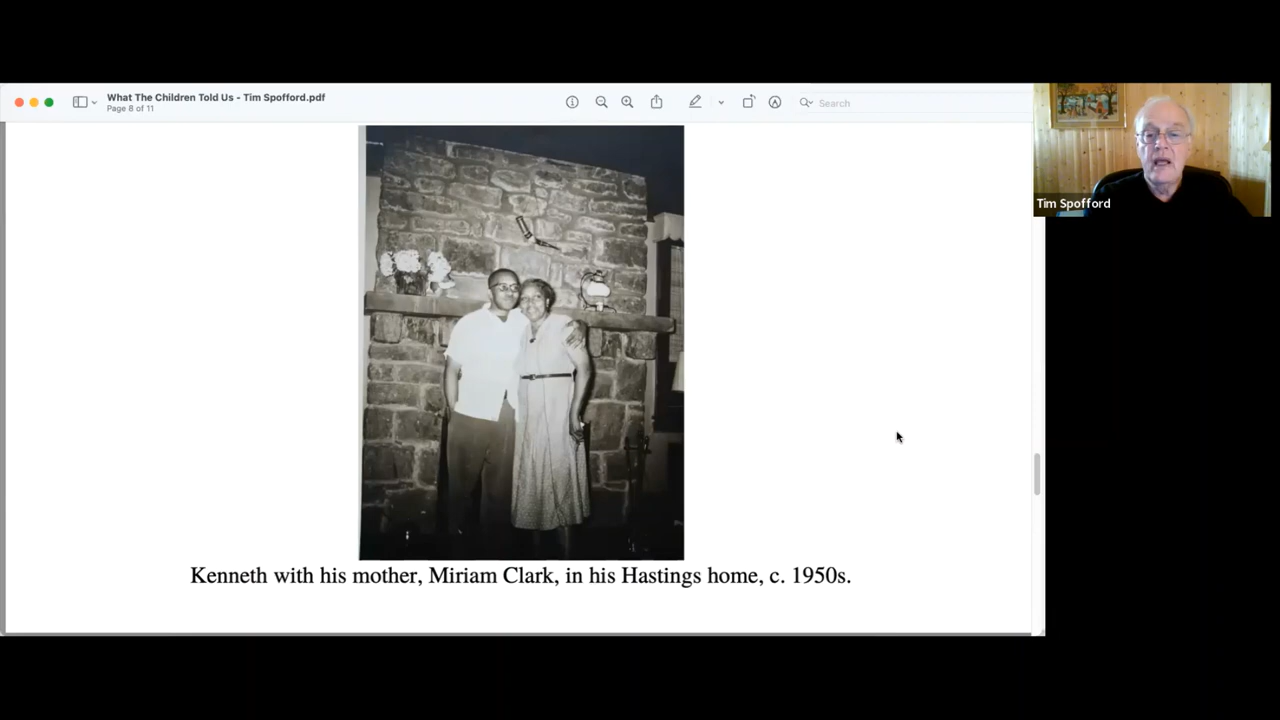 What The Children Told Us - Tim Spofford.pdf
Page 8 of 11
Search
Tim Spofford
Kenneth with his mother, Miriam Clark, in his Hastings home, c. 1950s.